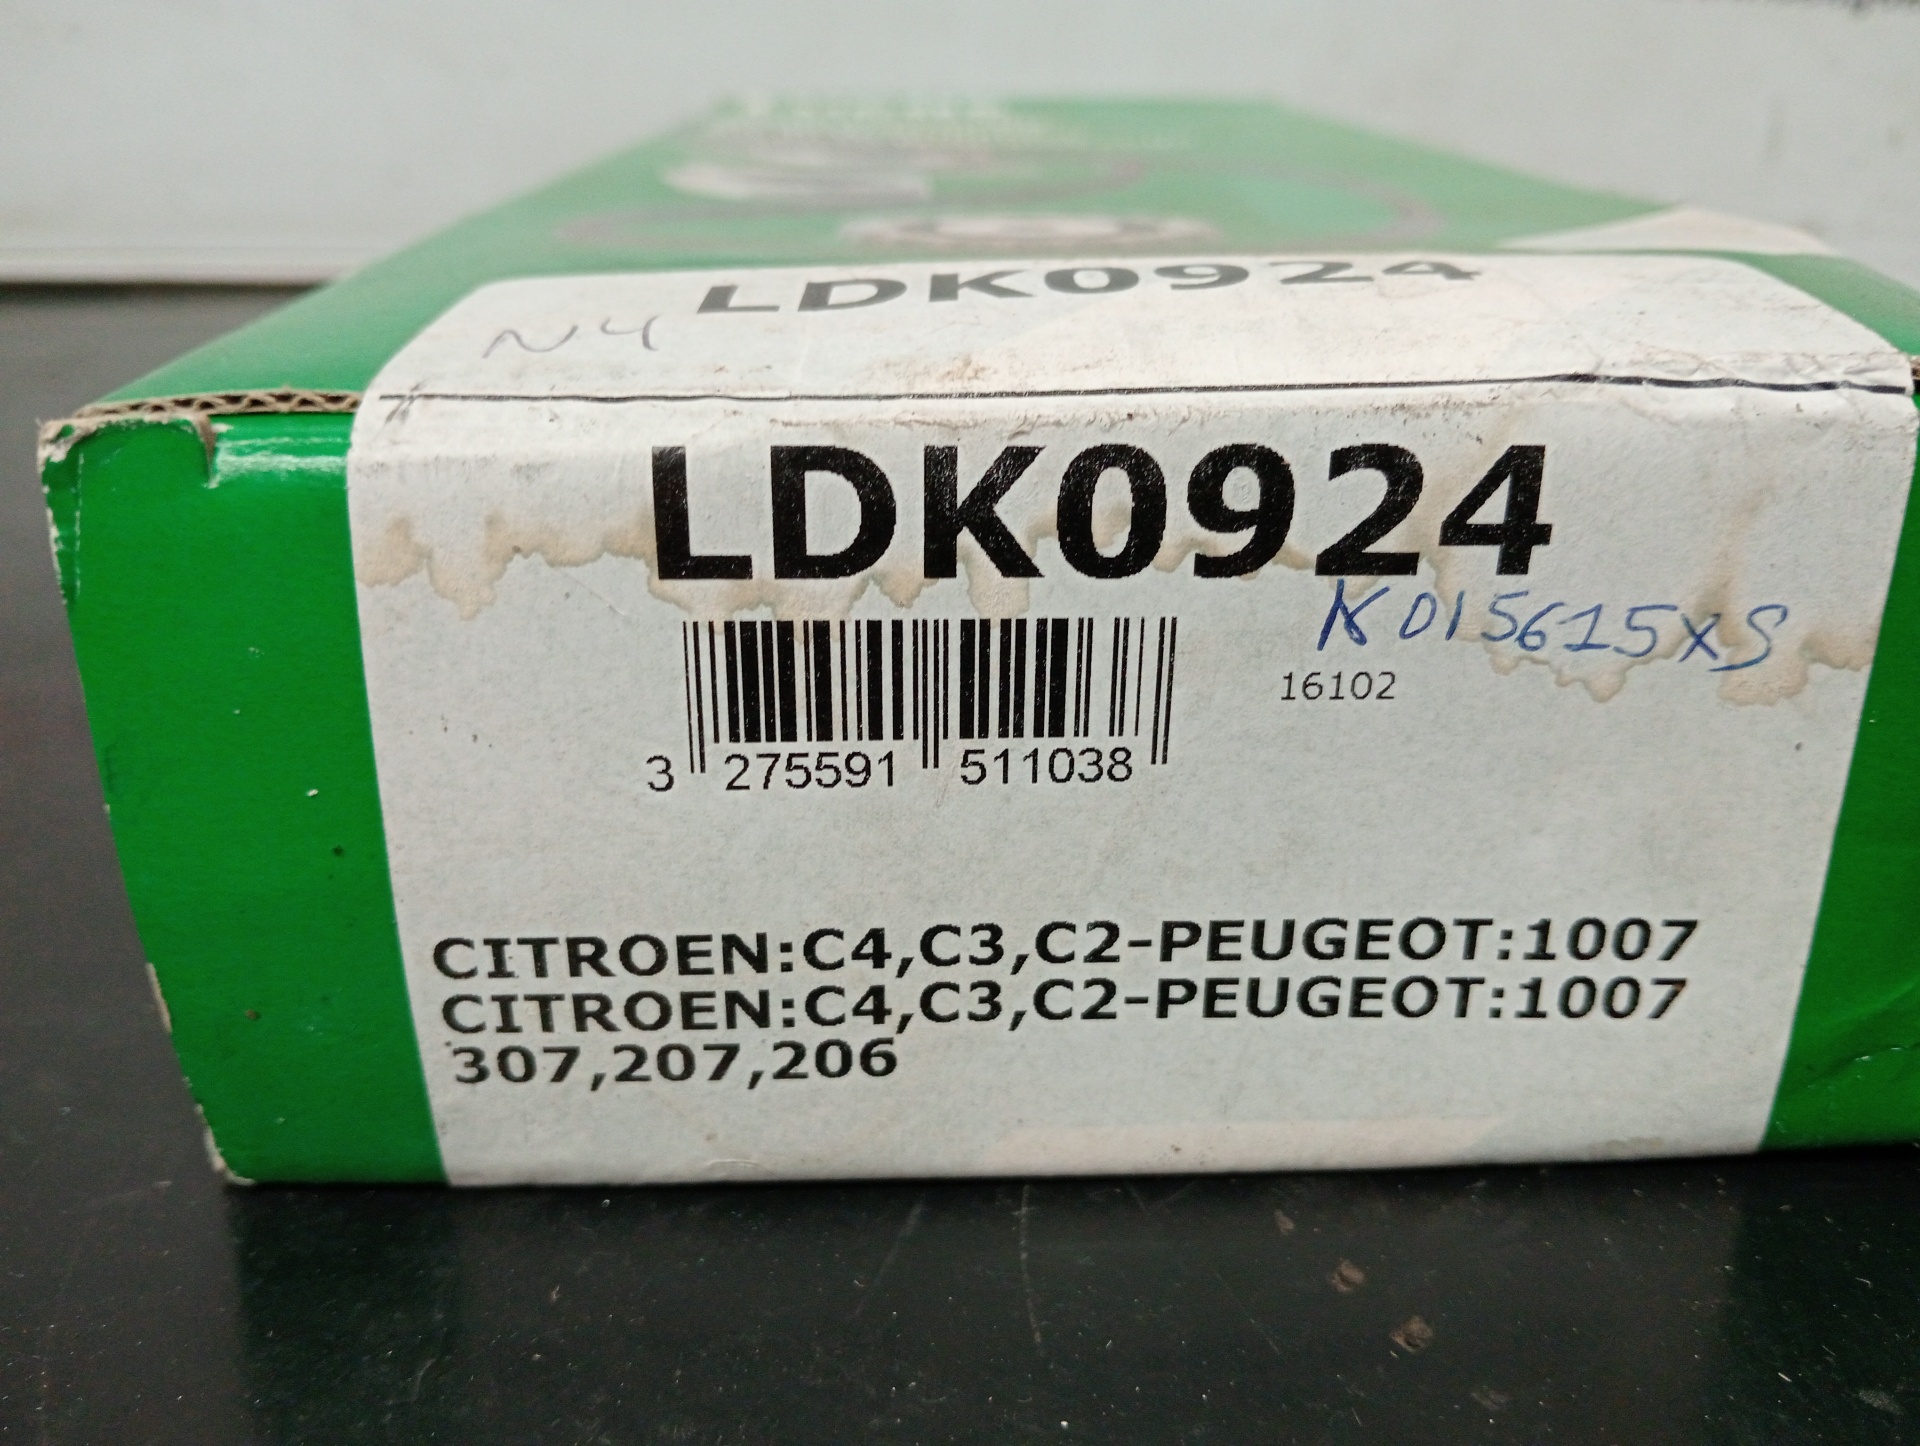 LDK0924
N4
LDK0924
K015615XS
16102
3 275591 511038
CITROEN:C4,C3,C2-PEUGEOT:1007
CITROEN:C4,C3,C2-PEUGEOT:1007
307,207,206